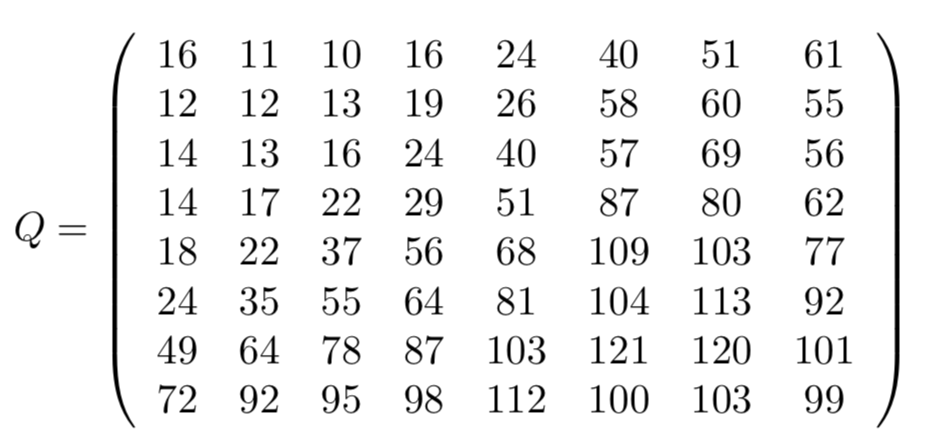 16 11 10 16 24 40 51 61
12 12 13 19 26 58 60 55
14 13 16 24 40 57 69 56
Q = 14 17 22 29 51 87 80 62
18 22 37 56 68 109 103 77
24 35 55 64 81 104 113 92
49 64 78 87 103 121 120 101
72 92 95 98 112 100 103 99